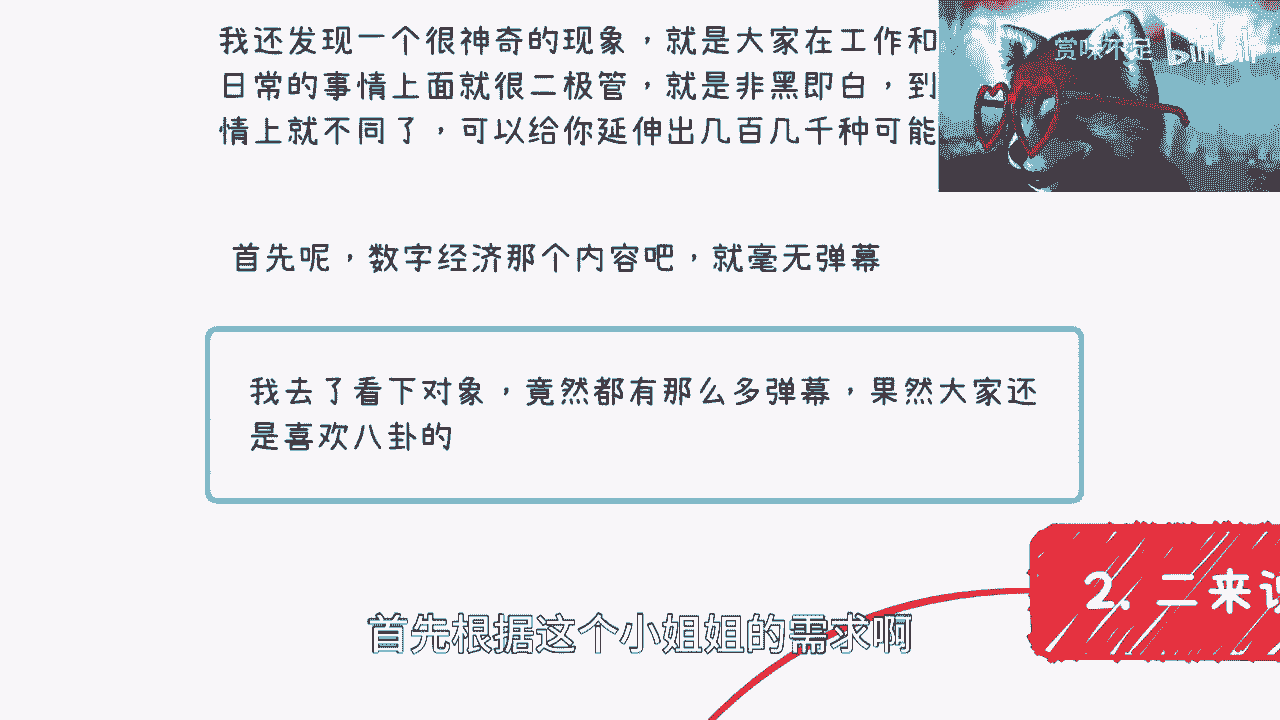 我还发现一个很神奇的现象，就是大家在工作和
日常的事情上面就很二极管，就是非黑即白，到
情上就不同了，可以给你延伸出几百几千种可能
赏味不足 bilibili
首先呢，数字经济那个内容吧，就毫无弹幕
我去了看下对象，竟然都有那么多弹幕，果然大家还
是喜欢八卦的
2. 二来
首先根据这个小姐姐的需求啊